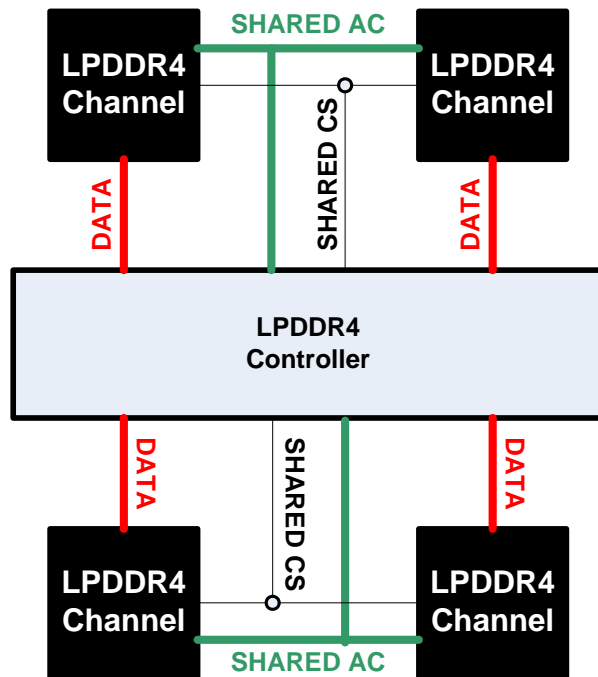 SHARED AC
LPDDR4
Channel
LPDDR4
Channel
SHARED CS
DATA
DATA
LPDDR4
Controller
DATA
SHARED CS
DATA
LPDDR4
Channel
LPDDR4
Channel
SHARED AC